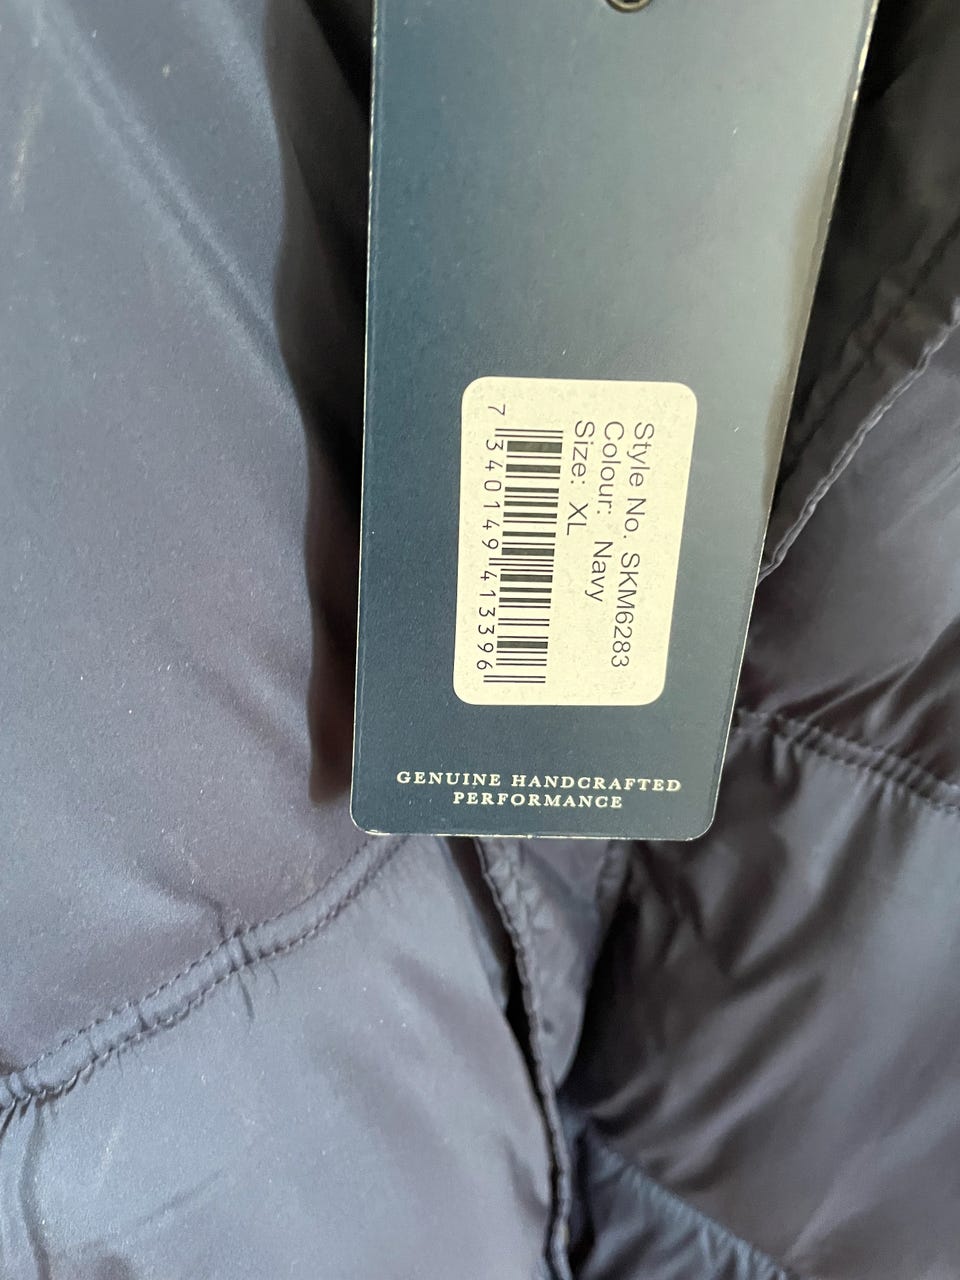 Style No. SKM6283
Colour: Navy
Size: XL
7 340149 413396
GENUINE HANDCRAFTED
PERFORMANCE